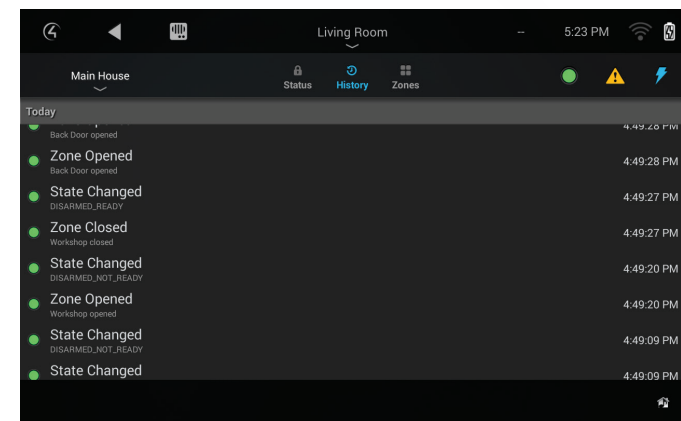 Living Room
--
5:23 PM
Main House
Status
History
Zones
Today
Back Door opened
4:49:28 PM
Zone Opened
Back Door opened
4:49:28 PM
State Changed
DISARMED_READY
4:49:27 PM
Zone Closed
Workshop closed
4:49:27 PM
State Changed
DISARMED_NOT_READY
4:49:20 PM
Zone Opened
Workshop opened
4:49:20 PM
State Changed
DISARMED_NOT_READY
4:49:09 PM
State Changed
4:49:09 PM